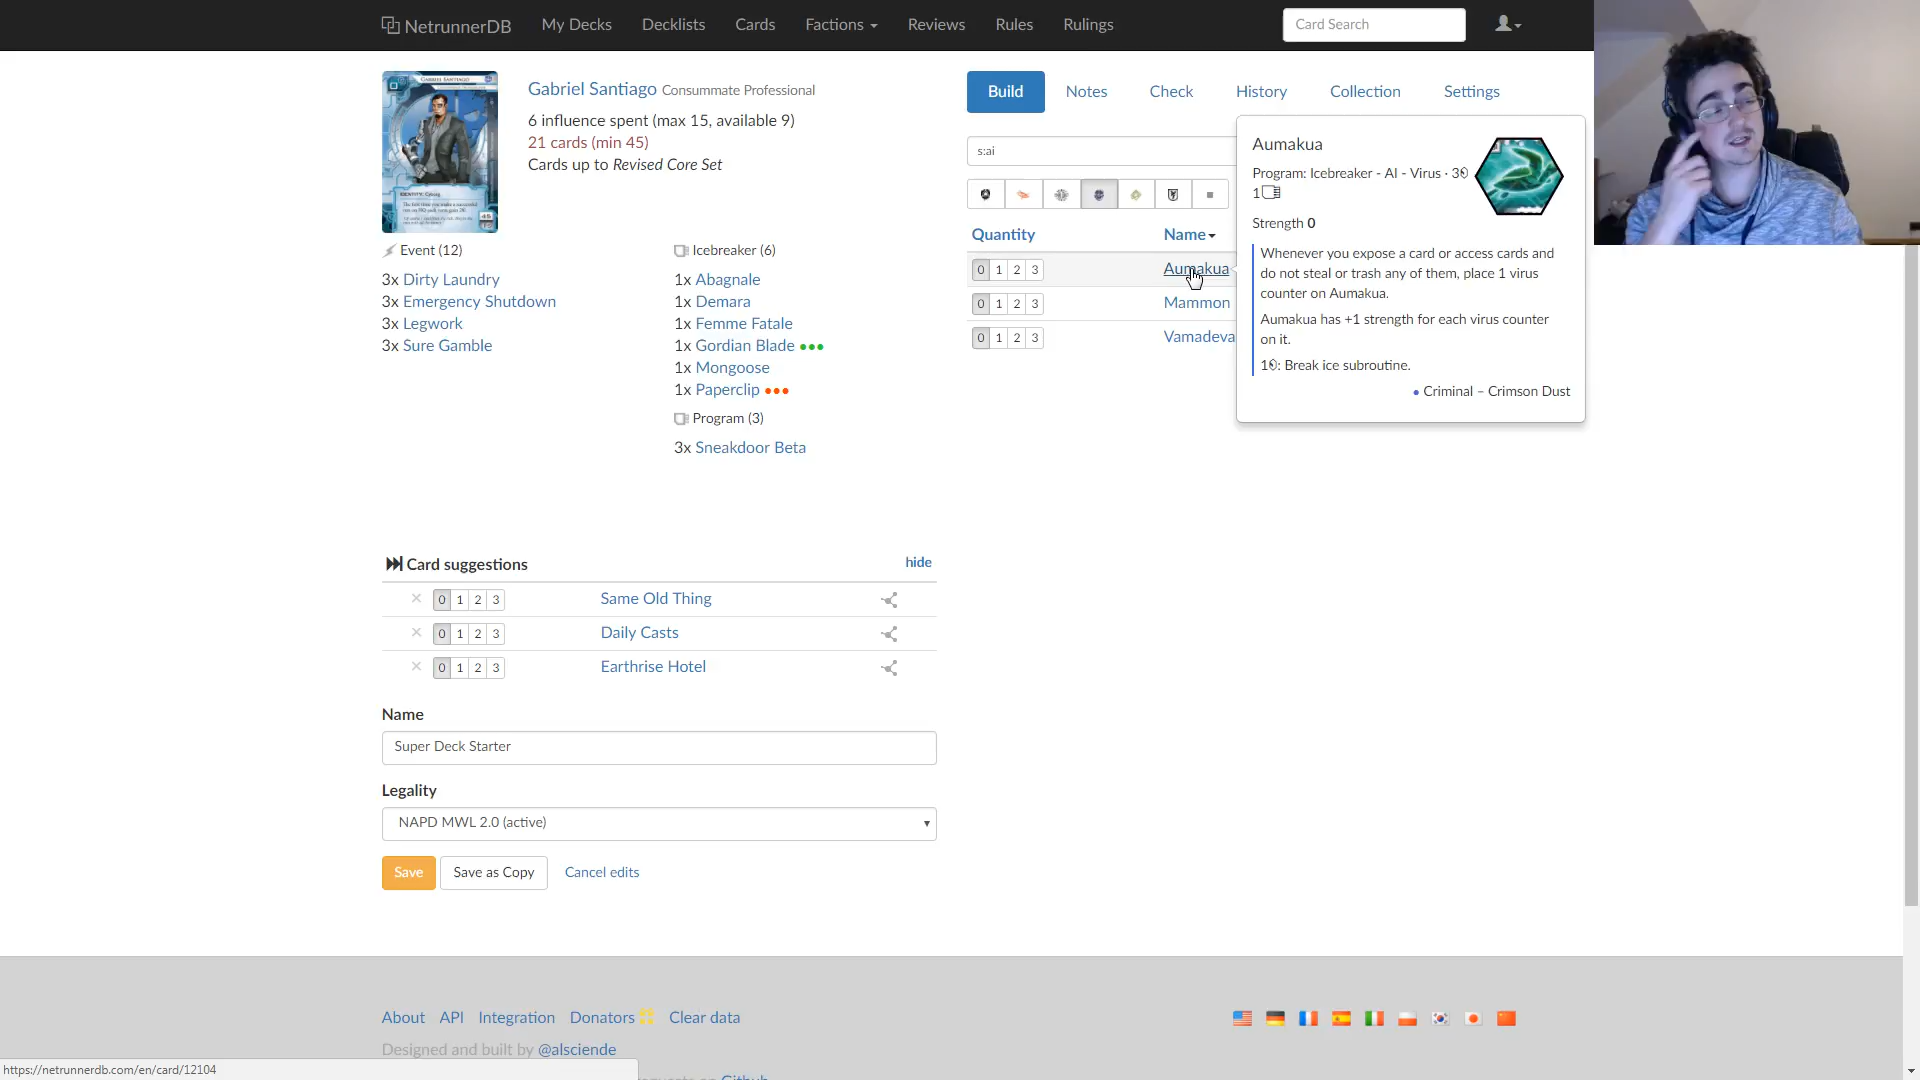 NetrunnerDB My Decks Decklists Cards Factions Reviews Rules Rulings Card Search
Gabriel Santiago Consummate Professional
6 influence spent (max 15, available 9)
21 cards (min 45)
Cards up to Revised Core Set
Event (12)
3x Dirty Laundry
3x Emergency Shutdown
3x Legwork
3x Sure Gamble
Icebreaker (6)
1x Abagnale
1x Demara
1x Femme Fatale
1x Gordian Blade
1x Mongoose
1x Paperclip
Program (3)
3x Sneakdoor Beta
Card suggestions hide
0 1 2 3 Same Old Thing
0 1 2 3 Daily Casts
0 1 2 3 Earthrise Hotel
Name
Super Deck Starter
Legality
NAPD MWL 2.0 (active)
Save Save as Copy Cancel edits
Build Notes Check History Collection Settings
s:ai
Quantity Name
0 1 2 3 Aumakua
0 1 2 3 Mammon
0 1 2 3 Vamadeva
Aumakua
Program: Icebreaker - AI - Virus · 3
1
Strength 0
Whenever you expose a card or access cards and
do not steal or trash any of them, place 1 virus
counter on Aumakua.
Aumakua has +1 strength for each virus counter
on it.
1: Break ice subroutine.
Criminal – Crimson Dust
About API Integration Donators Clear data
Designed and built by @alsciende
https://netrunnerdb.com/en/card/12104